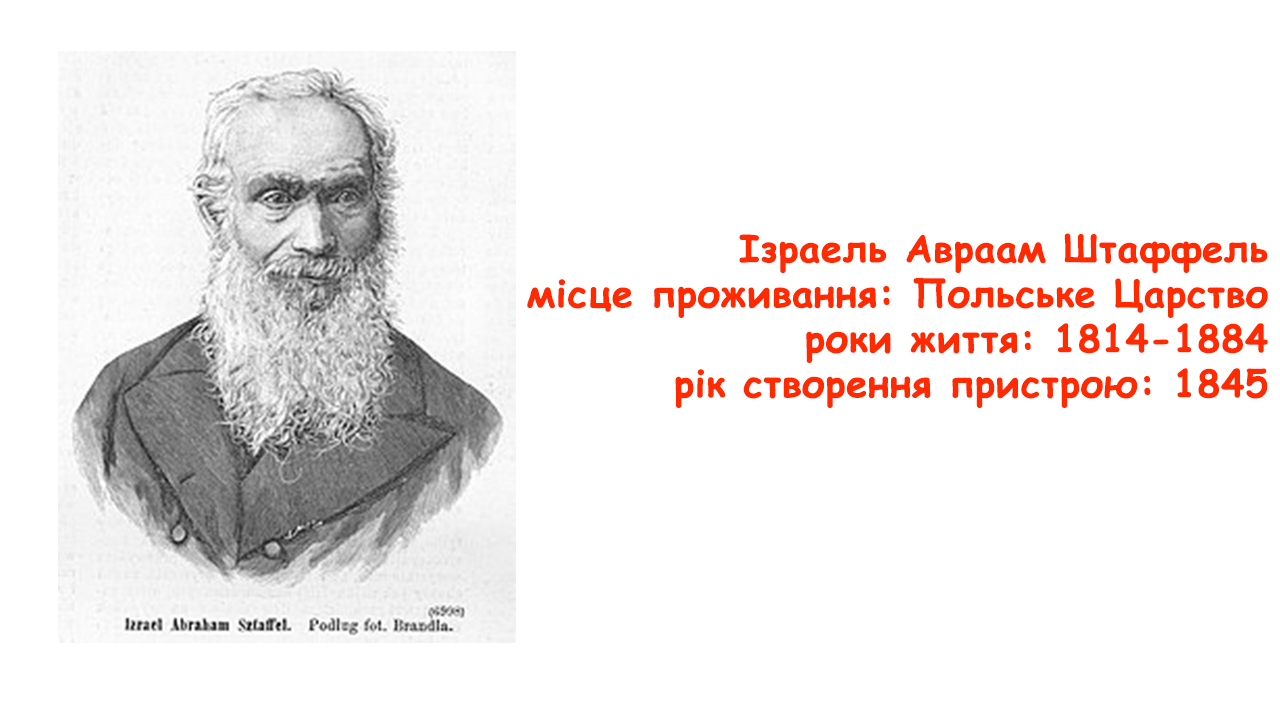 Ізраель Авраам Штаффель
місце проживання: Польське Царство
роки життя: 1814-1884
рік створення пристрою: 1845
(6998)
Izrael Abraham Sztaffel. Podług fot. Brandla.